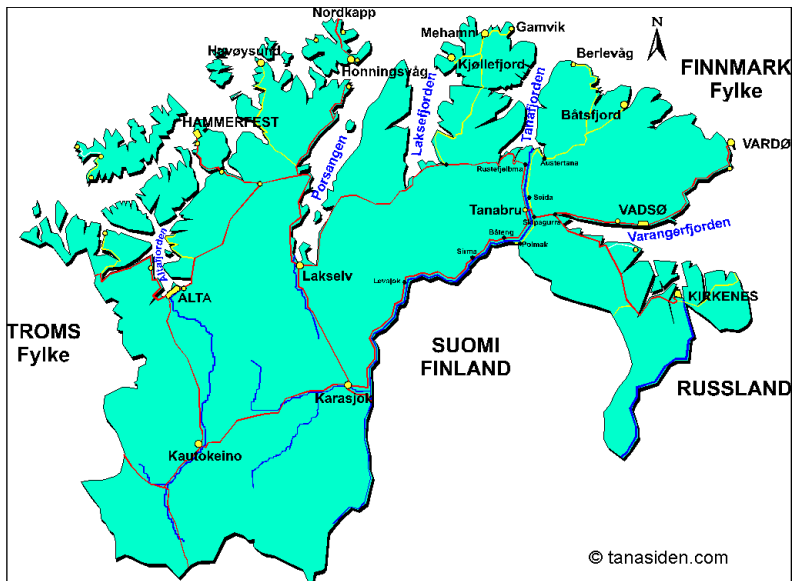 Nordkapp
N
Gamvik
Mehamn
Havøysund
Kjøllefjord
Berlevåg
FINNMARK
Fylke
Honningsvåg
Laksefjorden
Tanafjorden
Båtsfjord
HAMMERFEST
VARDØ
Porsangen
Rustefjelbma
Austertana
Seida
Tanabru
VADSØ
Skipagurra
Varangerfjorden
Altafjorden
Båteng
Polmak
Sirma
Lakselv
Levajok
ALTA
KIRKENES
TROMS
Fylke
SUOMI
FINLAND
RUSSLAND
Karasjok
Kautokeino
© tanasiden.com